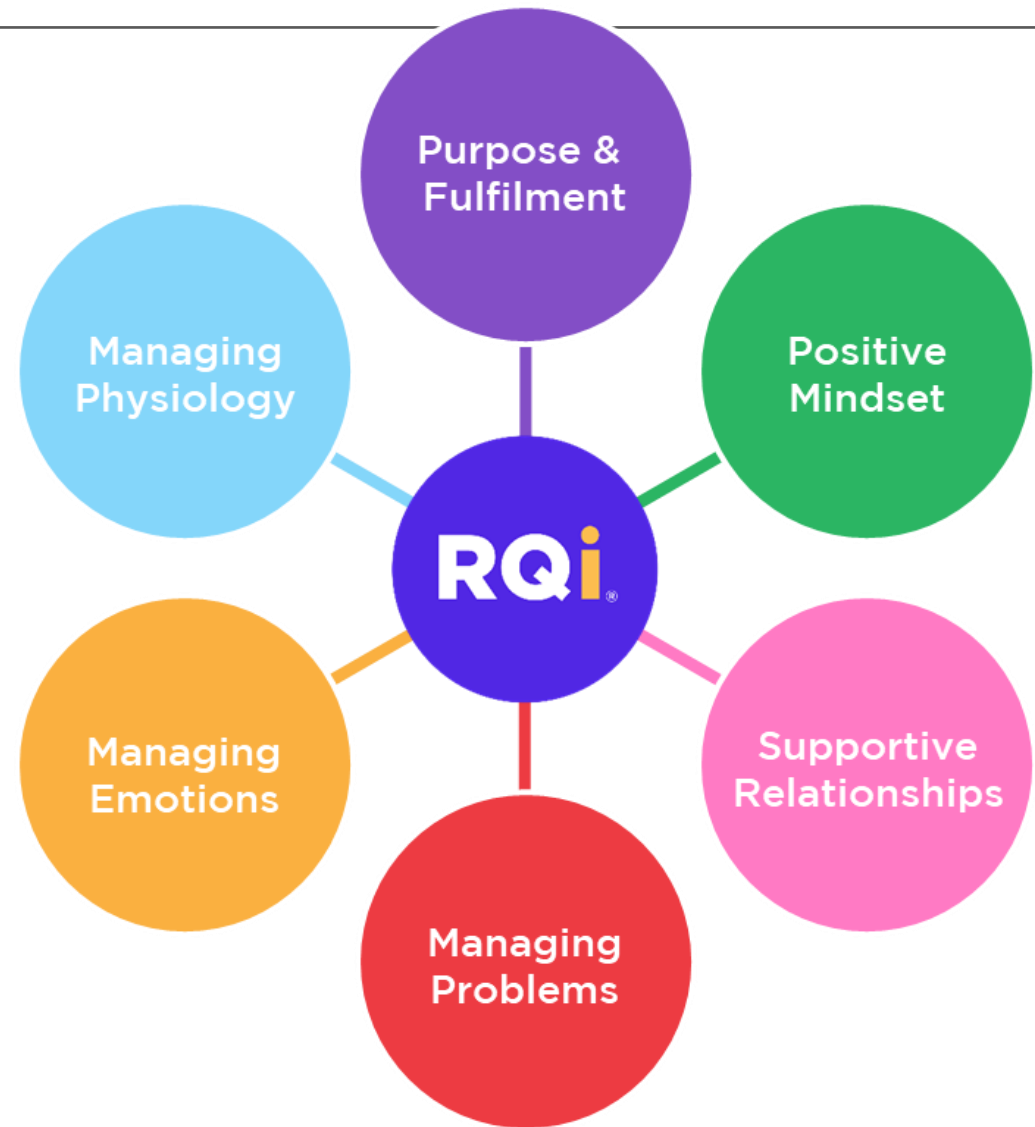 Purpose &
Fulfilment
Managing
Physiology
Positive
Mindset
RQi®
Managing
Emotions
Supportive
Relationships
Managing
Problems